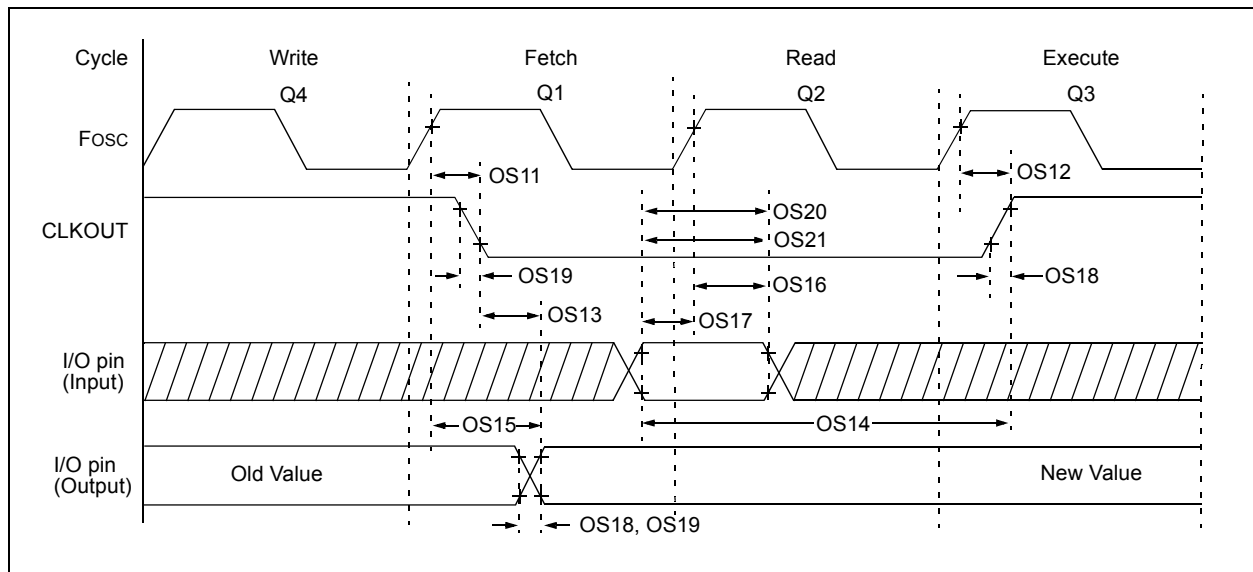 Cycle Write Fetch Read Execute
Q4 Q1 Q2 Q3
FOSC
OS11 OS12
OS20
CLKOUT
OS21
OS19 OS16 OS18
OS13 OS17
I/O pin
(Input)
OS15 OS14
I/O pin
(Output)
Old Value New Value
OS18, OS19